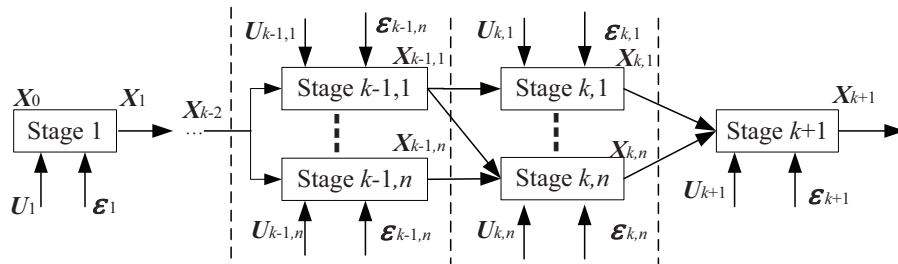 U_{k-1,1} ε_{k-1,n} U_{k,1} ε_{k,1}
X_{k-1,1} X_{k,1}
Stage k-1,1 Stage k,1
X_0 X_1 X_{k-2} X_{k+1}
Stage 1 ... Stage k+1
X_{k-1,n} X_{k,n}
Stage k-1,n Stage k,n
U_1 ε_1 U_{k+1} ε_{k+1}
U_{k-1,n} ε_{k-1,n} U_{k,n} ε_{k,n}